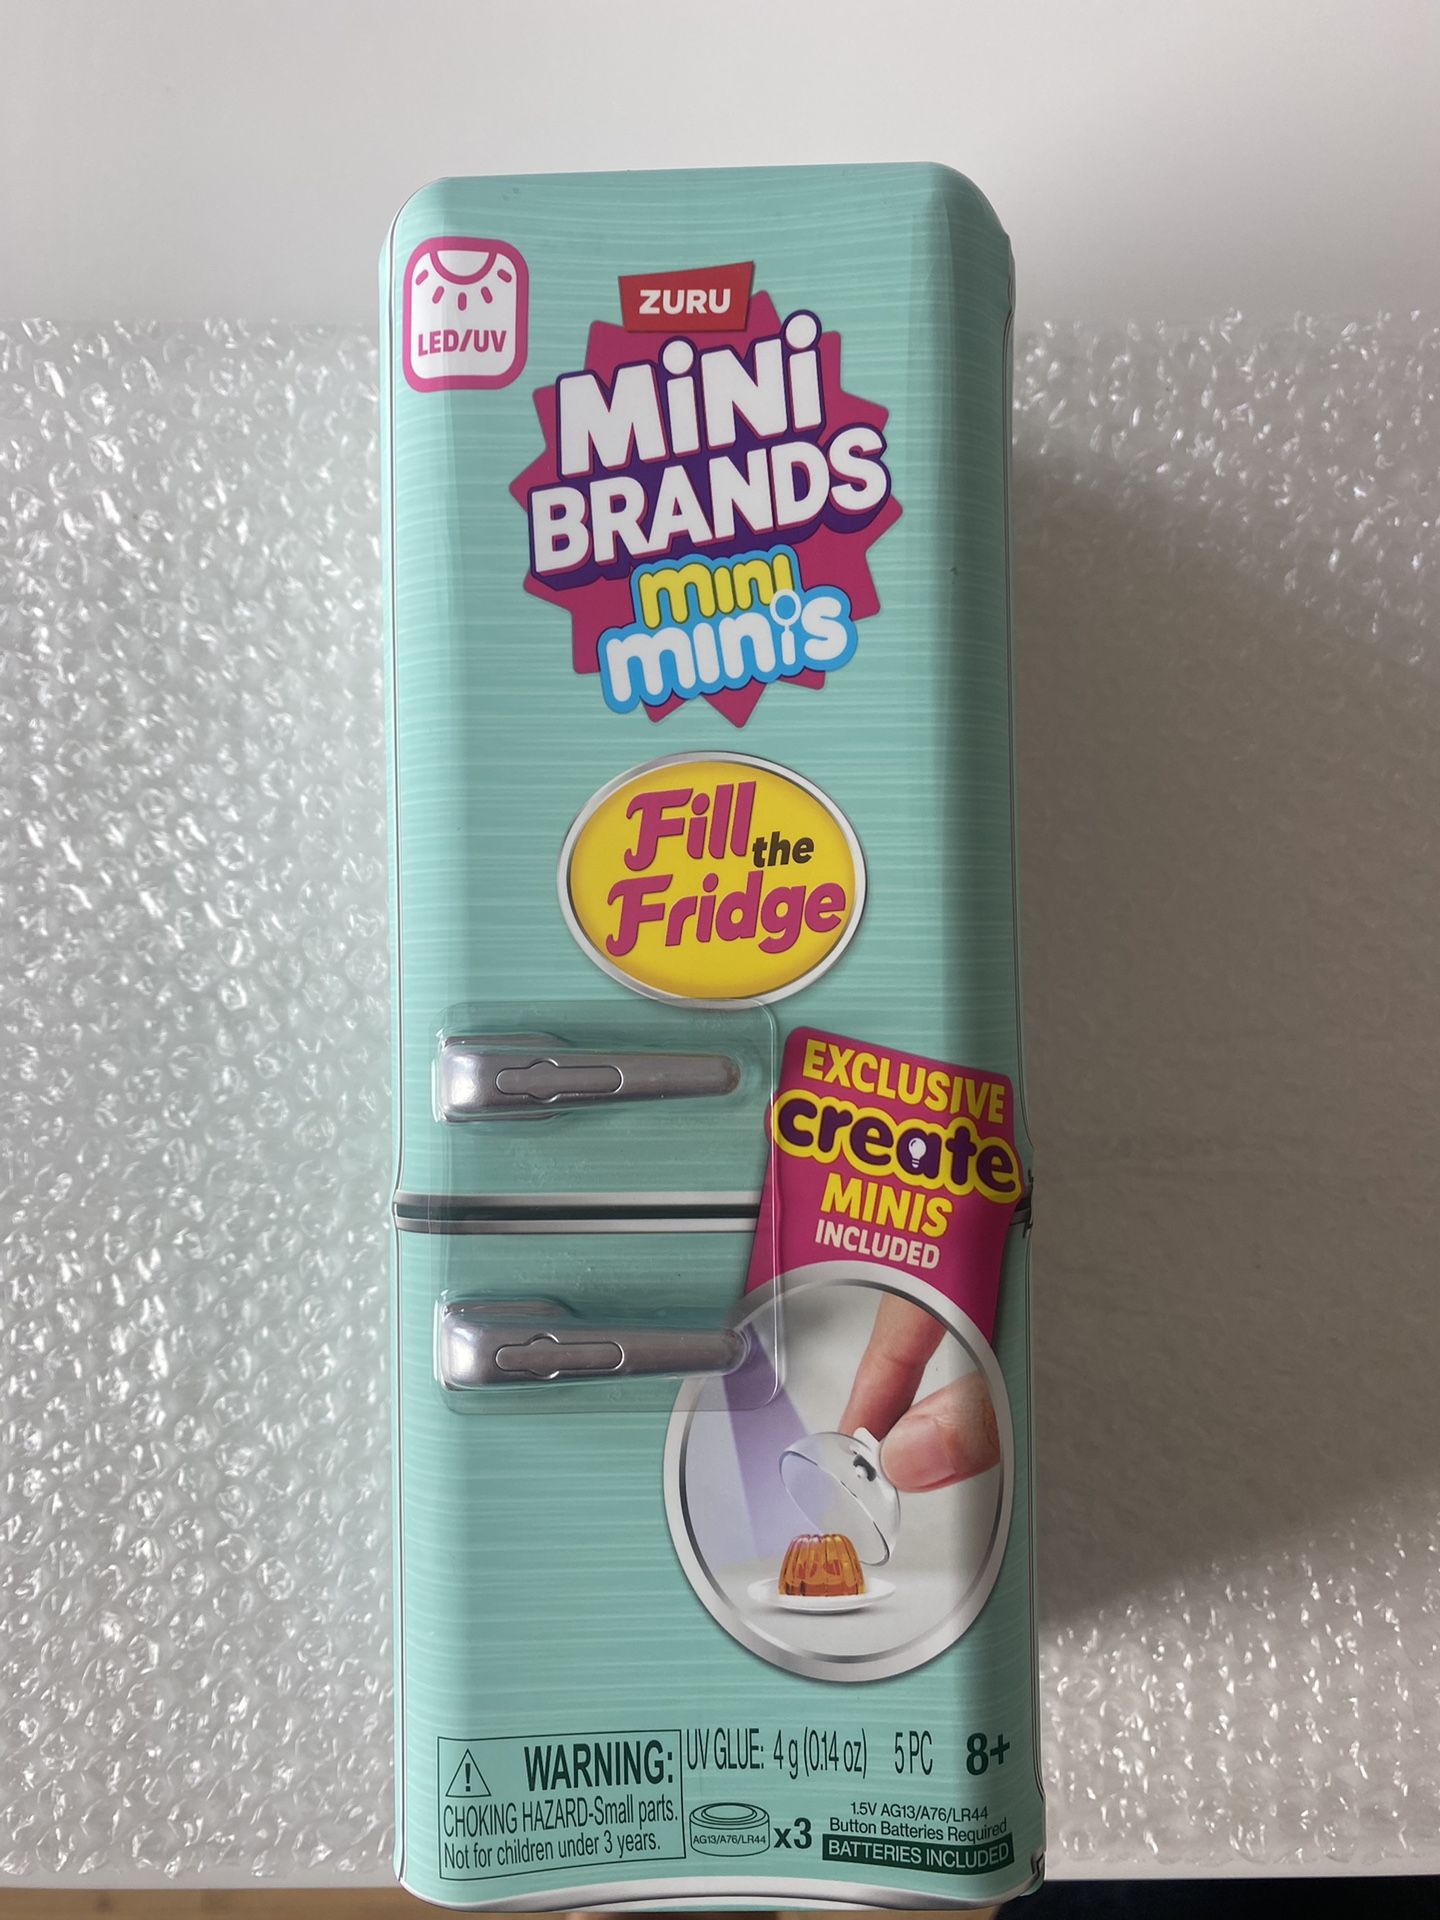 LED/UV
ZURU
MiNi
BRANDS
mini
minis
Fill the
Fridge
EXCLUSIVE
create
MINIS
INCLUDED
WARNING:
CHOKING HAZARD-Small parts.
Not for children under 3 years.
UV GLUE: 4 g (0.14 oz) 5 PC 8+
AG13/A76/LR44 x3
1.5V AG13/A76/LR44
Button Batteries Required
BATTERIES INCLUDED